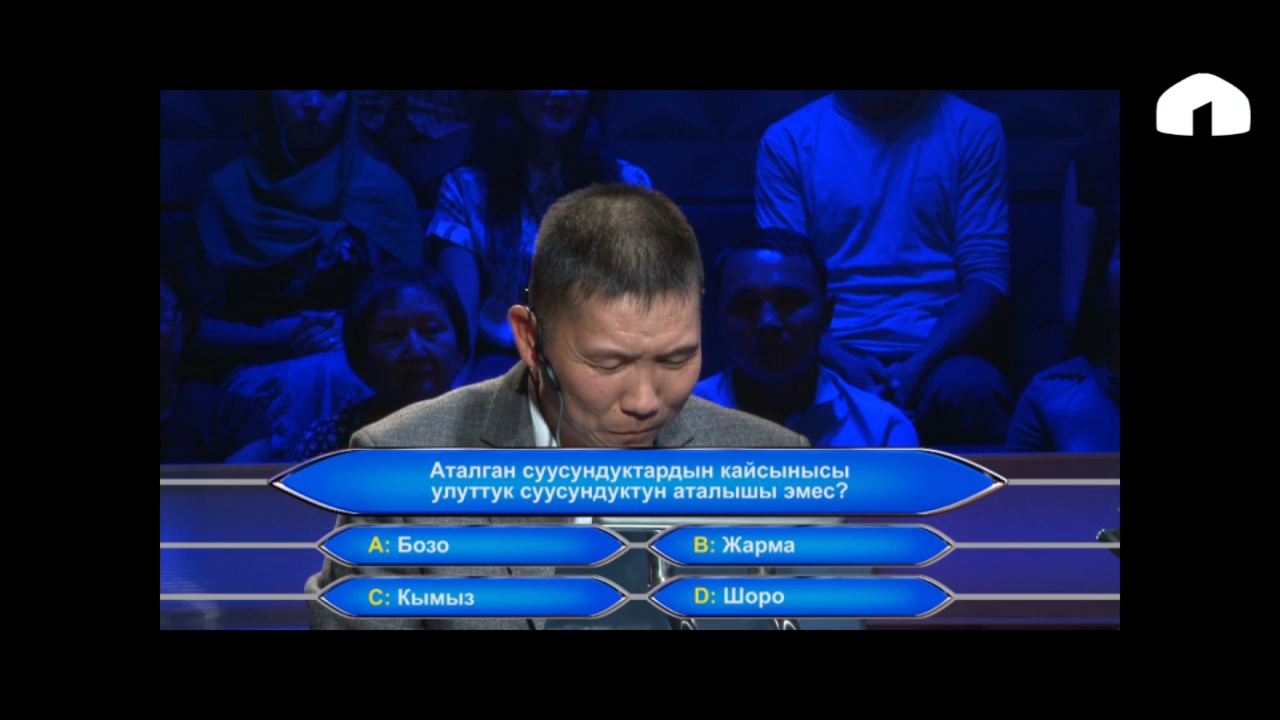 Аталган суусундуктардын кайсынысы
улуттук суусундуктун аталышы эмес?
A: Бозо
B: Жарма
C: Кымыз
D: Шоро